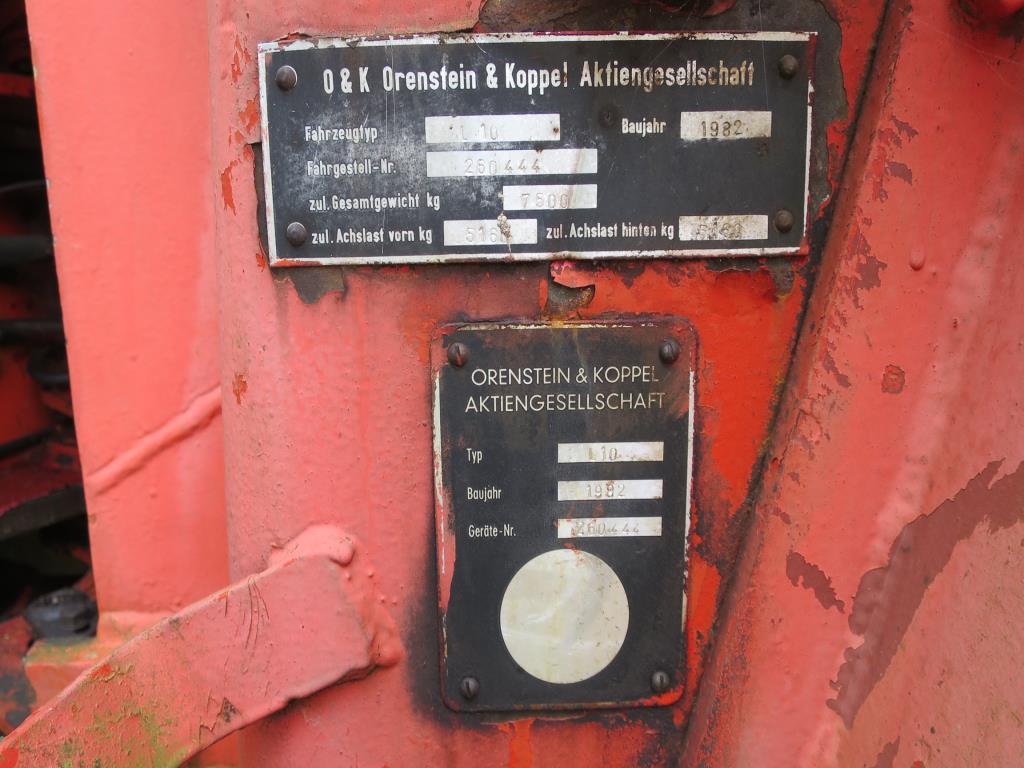 O & K Orenstein & Koppel Aktiengesellschaft
Fahrzeugtyp L 10 Baujahr 1982
Fahrgestell-Nr. 260444
zul. Gesamtgewicht kg 7500
zul. Achslast vorn kg zul. Achslast hinten kg
ORENSTEIN & KOPPEL
AKTIENGESELLSCHAFT
Typ L10
Baujahr 1982
Geräte-Nr. 260444